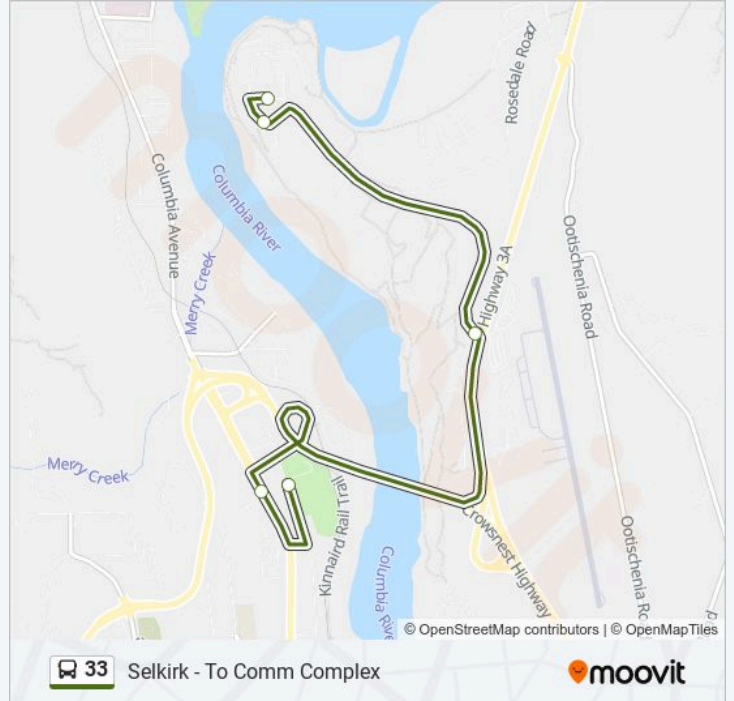 Rosedale Road
Columbia Avenue
Columbia River
Merry Creek
Highway 3A
Ootischenia Road
Merry Creek
Kinnaird Rail Trail
Crowsnest Highway
Columbia Rive
Ootischenia Ro
© OpenStreetMap contributors | © OpenMapTiles
33 Selkirk - To Comm Complex
moovit